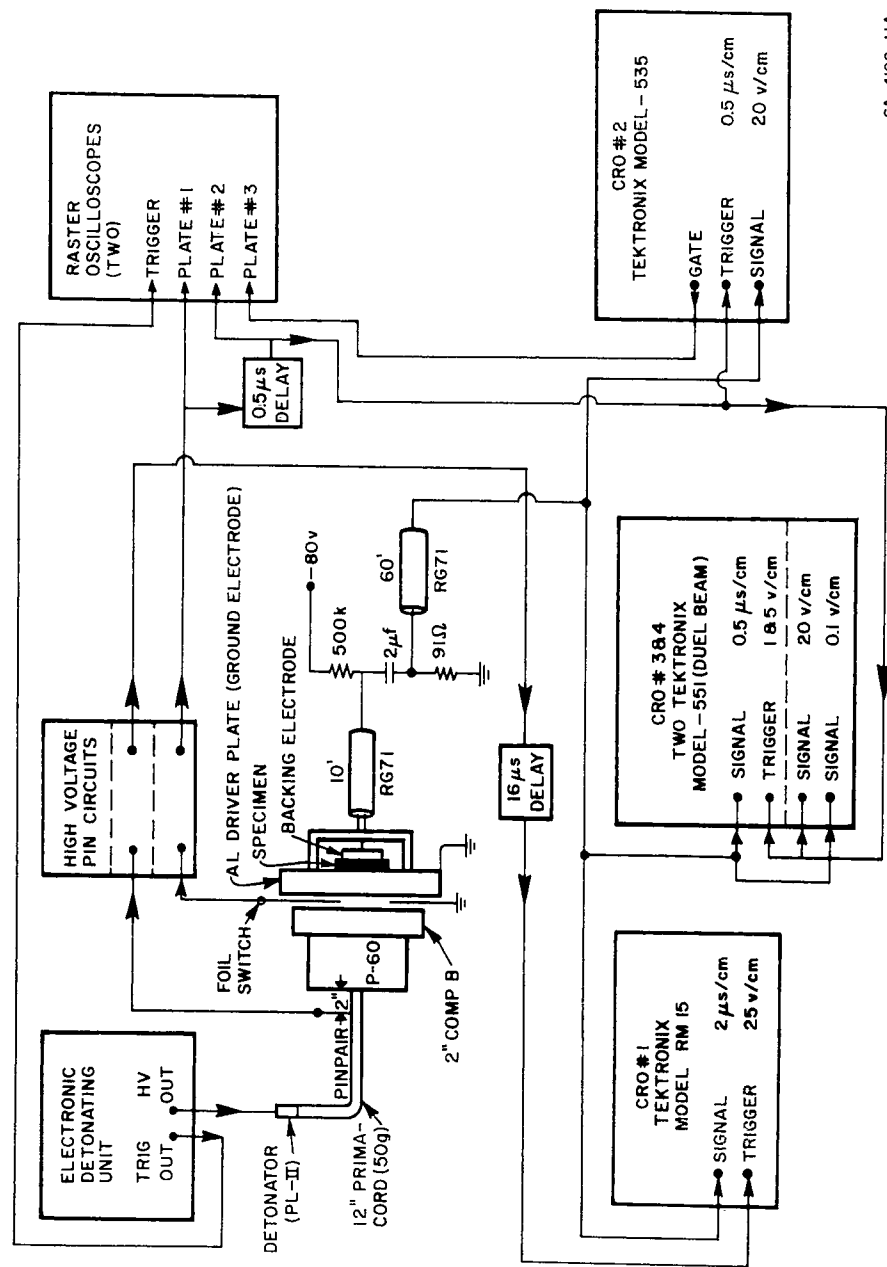 ELECTRONIC
DETONATING
UNIT
TRIG
OUT
HV
OUT
HIGH VOLTAGE
PIN CIRCUITS
RASTER
OSCILLOSCOPES
(TWO)
TRIGGER
PLATE #1
PLATE #2
PLATE #3
0.5 μs
DELAY
DETONATOR
(PL-II)
12" PRIMA-
CORD (50g)
PINPAIR
2"
P-60
FOIL
SWITCH
2" COMP B
AL DRIVER PLATE (GROUND ELECTRODE)
SPECIMEN
BACKING ELECTRODE
10'
RG71
-80v
500k
2μf
91Ω
60'
RG71
16μs
DELAY
CRO #1
TEKTRONIX
MODEL RM 15
SIGNAL 2 μs/cm
TRIGGER 25 v/cm
CRO # 3&4
TWO TEKTRONIX
MODEL-551 (DUEL BEAM)
SIGNAL 0.5 μs/cm
TRIGGER 1 & 5 v/cm
SIGNAL 20 v/cm
SIGNAL 0.1 v/cm
CRO #2
TEKTRONIX MODEL-535
GATE
TRIGGER 0.5 μs/cm
SIGNAL 20 v/cm